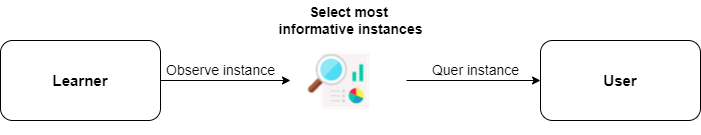 Select most
informative instances
Learner
Observe instance
Quer instance
User